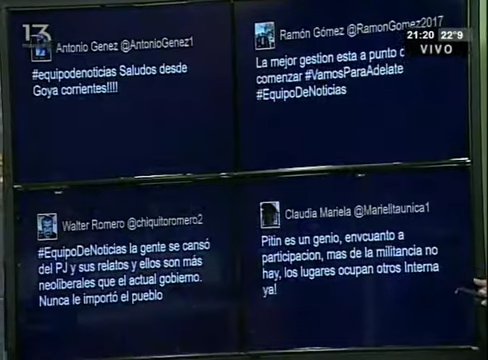 13
21:20 22°9
VIVO
Antonio Genez @AntonioGenez1
#equipodenoticias Saludos desde
Goya corrientes!!!!
Ramón Gómez @RamonGomez2017
La mejor gestion esta a punto
comenzar #VamosParaAdelate
#EquipoDeNoticias
Walter Romero @chiquitoromero2
#EquipoDeNoticias la gente se cansó
del PJ y sus relatos y ellos son más
neoliberales que el actual gobierno.
Nunca le importó el pueblo
Claudia Mariela @Marielitaunica1
Pitin es un genio, envcuanto a
participacion, mas de la militancia no
hay, los lugares ocupan otros Interna
ya!